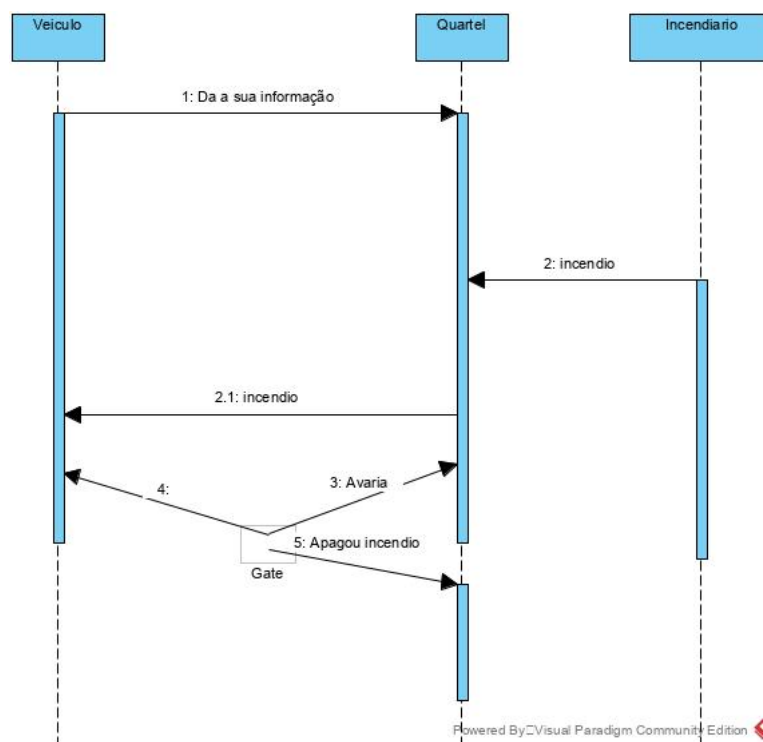 Veiculo
Quartel
Incendiario
1: Da a sua informação
2: incendio
2.1: incendio
3: Avaria
4:
5: Apagou incendio
Gate
Powered By Visual Paradigm Community Edition